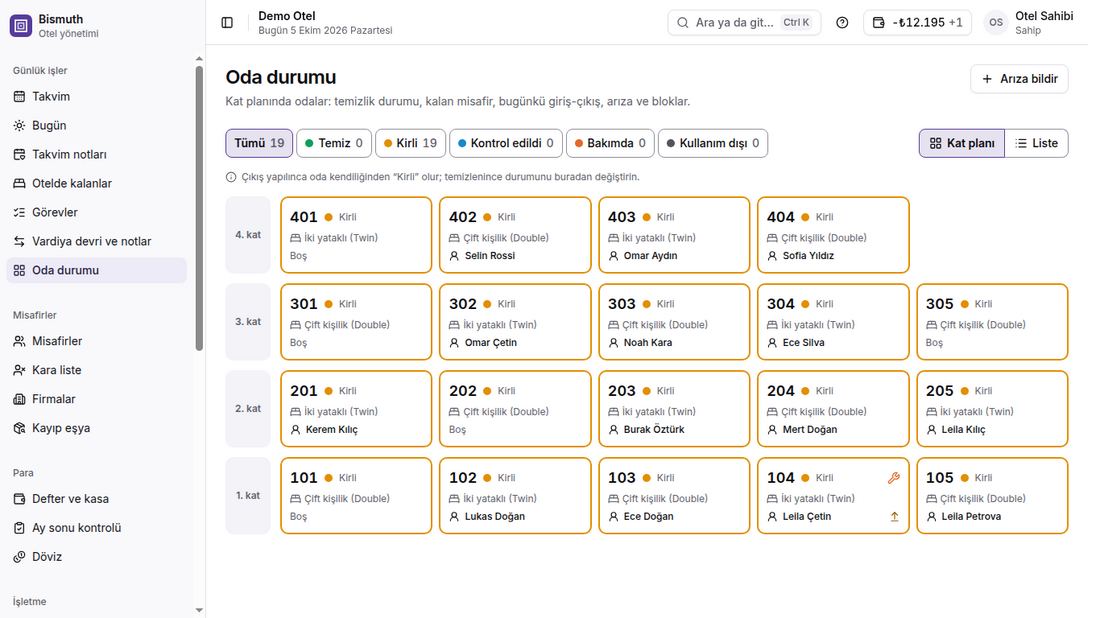 Bismuth
Otel yönetimi
Günlük işler
Takvim
Bugün
Takvim notları
Otelde kalanlar
Görevler
Vardiya devri ve notlar
Oda durumu
Misafirler
Misafirler
Kara liste
Firmalar
Kayıp eşya
Para
Defter ve kasa
Ay sonu kontrolü
Döviz
İşletme
Demo Otel
Bugün 5 Ekim 2026 Pazartesi
Ara ya da git... Ctrl K
-₺12.195 +1
OS
Otel Sahibi
Sahip
Oda durumu
Kat planında odalar: temizlik durumu, kalan misafir, bugünkü giriş-çıkış, arıza ve bloklar.
Arıza bildir
Tümü 19
Temiz 0
Kirli 19
Kontrol edildi 0
Bakımda 0
Kullanım dışı 0
Kat planı
Liste
Çıkış yapılınca oda kendiliğinden “Kirli” olur; temizlenince durumunu buradan değiştirin.
4. kat
401 Kirli
İki yataklı (Twin)
Boş
402 Kirli
Çift kişilik (Double)
Selin Rossi
403 Kirli
İki yataklı (Twin)
Omar Aydın
404 Kirli
Çift kişilik (Double)
Sofia Yıldız
3. kat
301 Kirli
Çift kişilik (Double)
Boş
302 Kirli
İki yataklı (Twin)
Omar Çetin
303 Kirli
Çift kişilik (Double)
Noah Kara
304 Kirli
İki yataklı (Twin)
Ece Silva
305 Kirli
Çift kişilik (Double)
Boş
2. kat
201 Kirli
İki yataklı (Twin)
Kerem Kılıç
202 Kirli
Çift kişilik (Double)
Boş
203 Kirli
İki yataklı (Twin)
Burak Öztürk
204 Kirli
Çift kişilik (Double)
Mert Doğan
205 Kirli
İki yataklı (Twin)
Leila Kılıç
1. kat
101 Kirli
Çift kişilik (Double)
Boş
102 Kirli
İki yataklı (Twin)
Lukas Doğan
103 Kirli
Çift kişilik (Double)
Ece Doğan
104 Kirli
İki yataklı (Twin)
Leila Çetin
105 Kirli
Çift kişilik (Double)
Leila Petrova